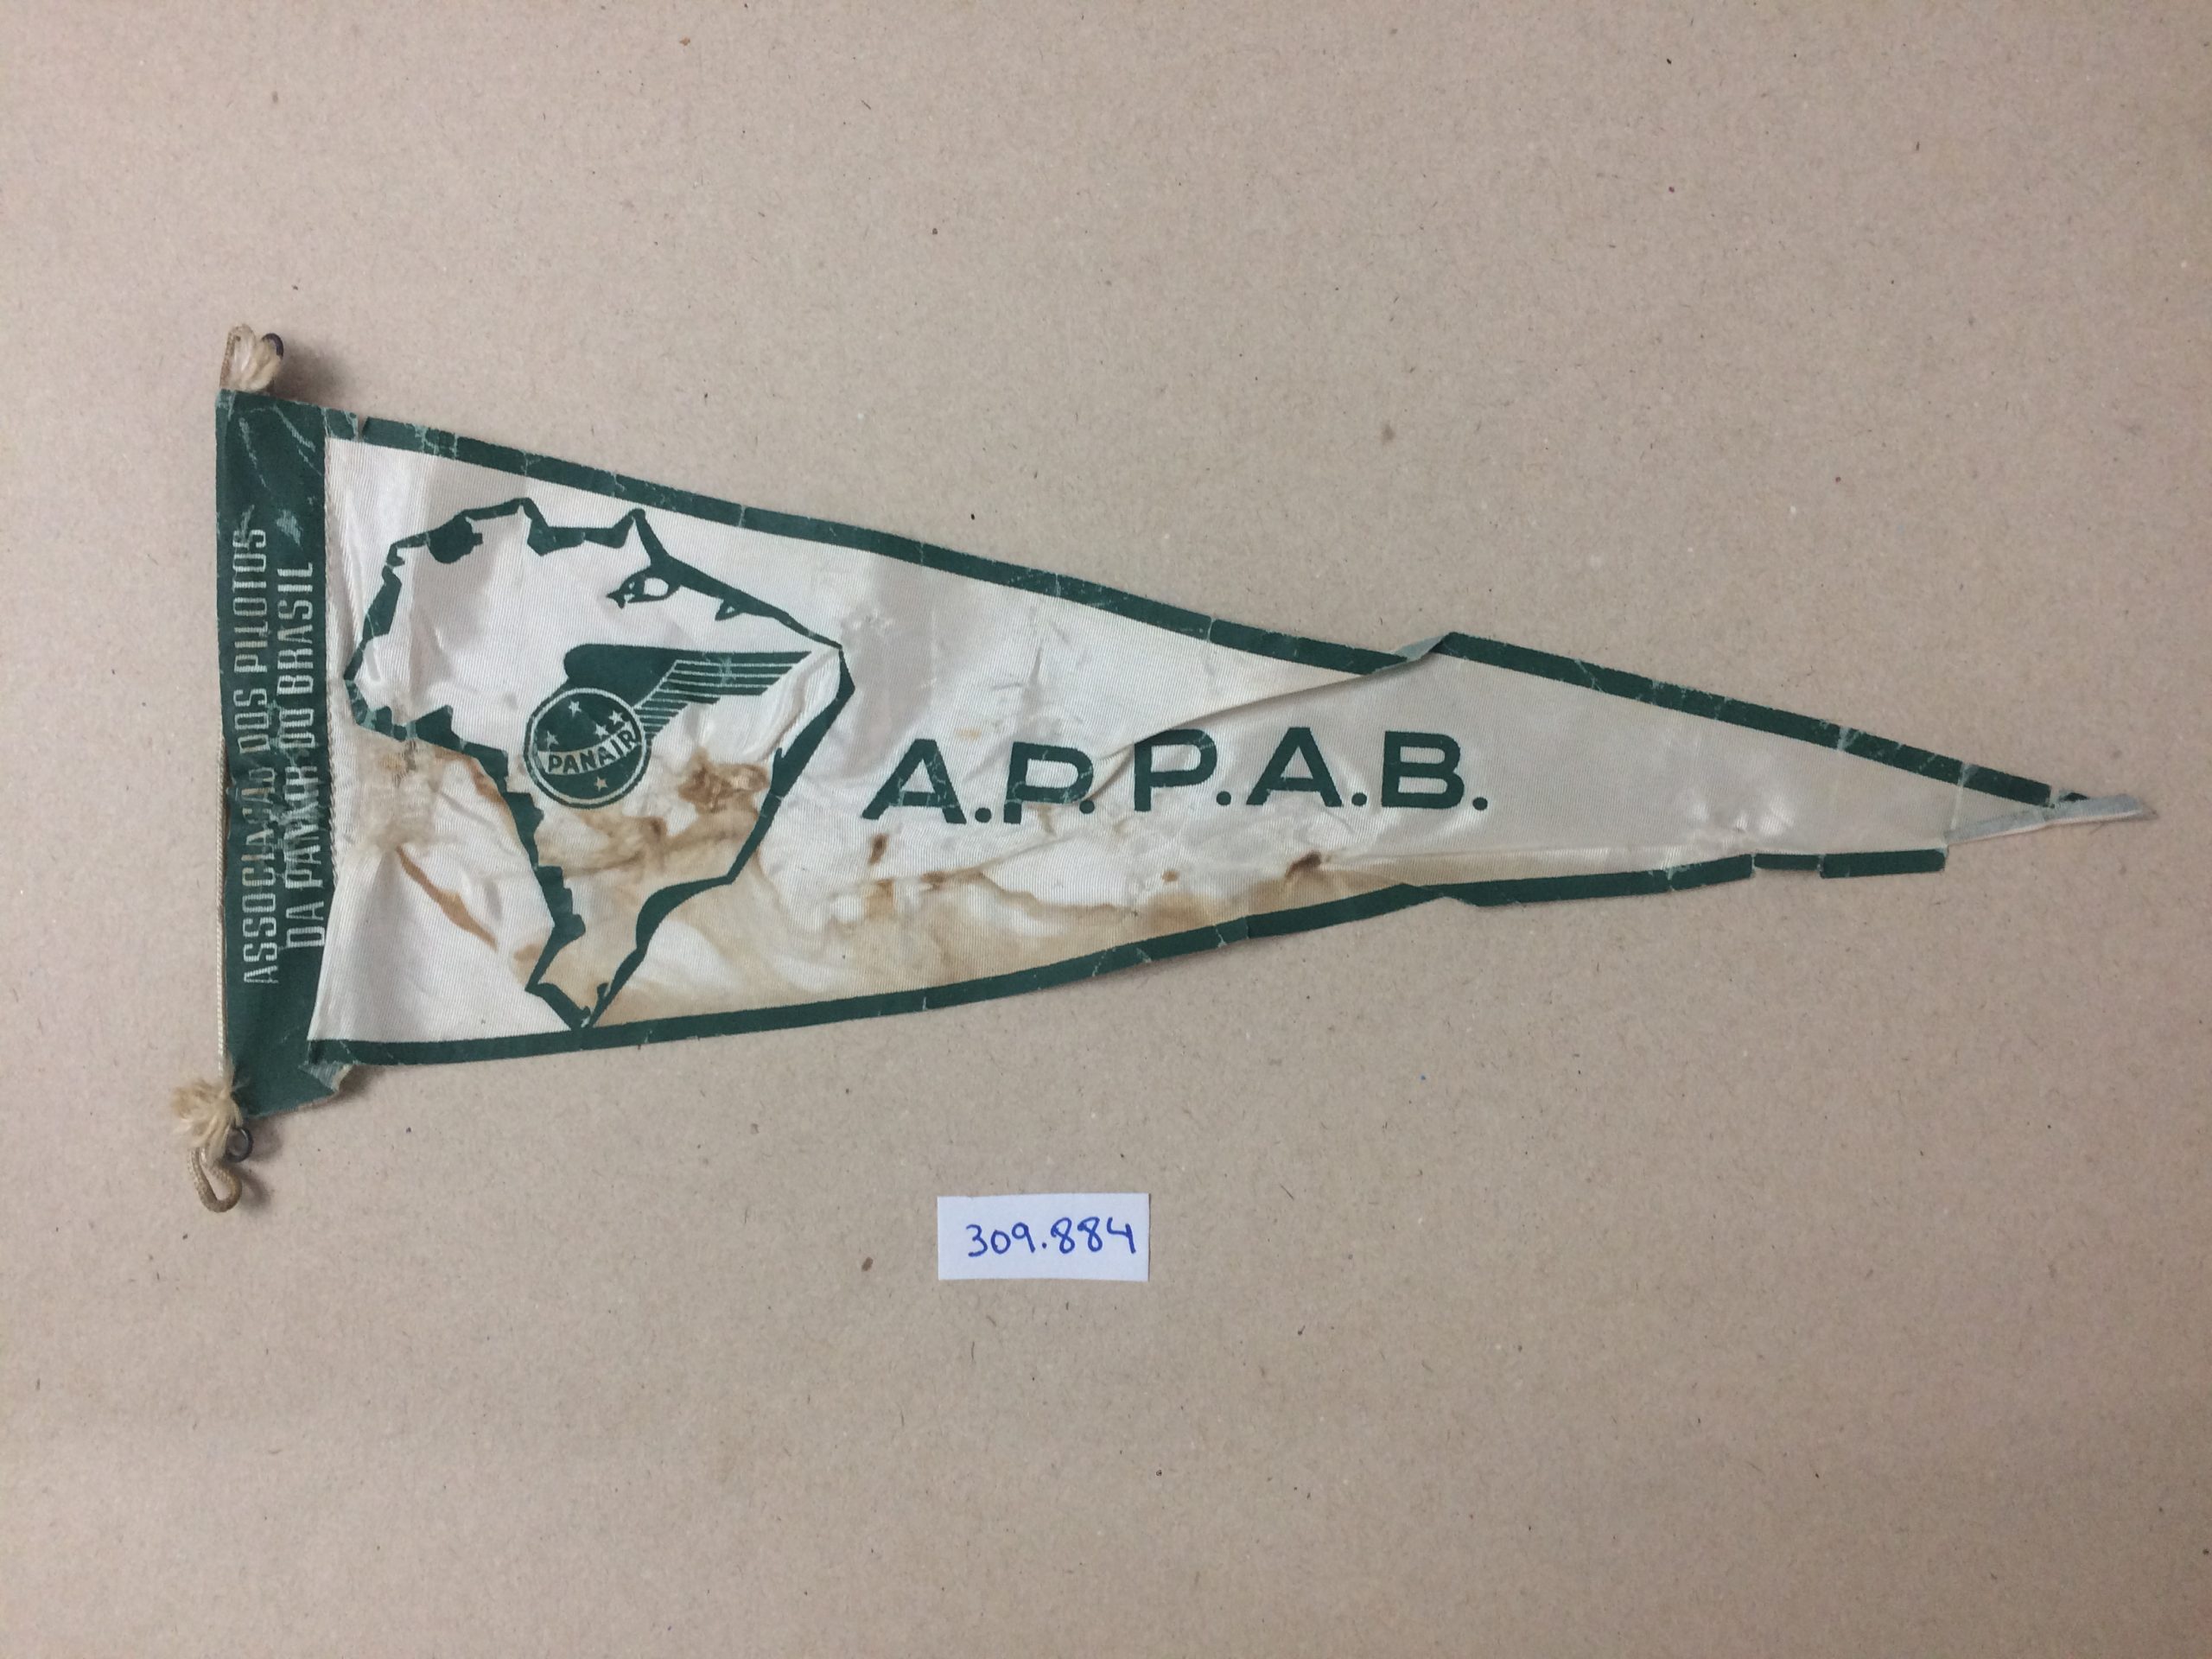 ASSOCIAÇÃO DOS PILOTOS
DA PANAIR DO BRASIL
PANAIR
A.P.P.A.B.
309.884